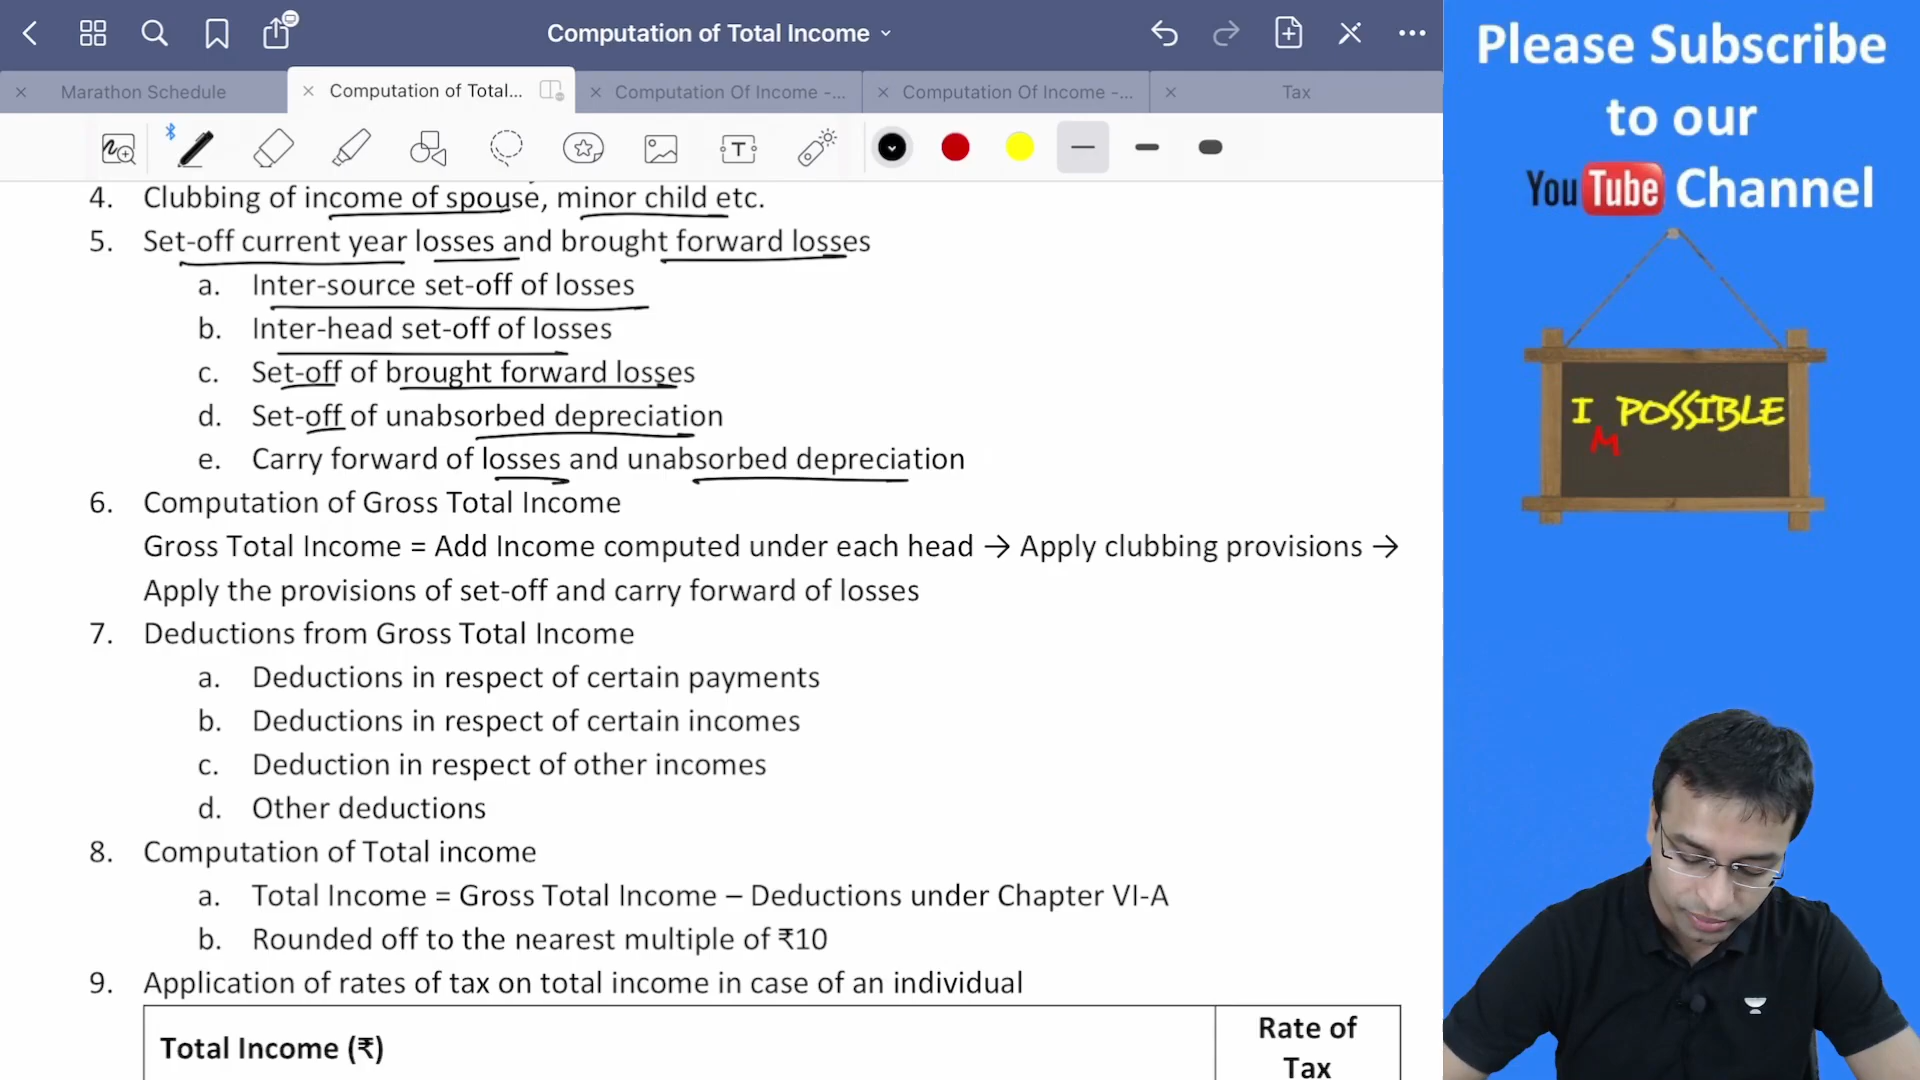 Computation of Total Income
Marathon Schedule
Computation of Total...
Computation Of Income -...
Computation Of Income -...
Tax
4. Clubbing of income of spouse, minor child etc.
5. Set-off current year losses and brought forward losses
a. Inter-source set-off of losses
b. Inter-head set-off of losses
c. Set-off of brought forward losses
d. Set-off of unabsorbed depreciation
e. Carry forward of losses and unabsorbed depreciation
6. Computation of Gross Total Income
Gross Total Income = Add Income computed under each head → Apply clubbing provisions →
Apply the provisions of set-off and carry forward of losses
7. Deductions from Gross Total Income
a. Deductions in respect of certain payments
b. Deductions in respect of certain incomes
c. Deduction in respect of other incomes
d. Other deductions
8. Computation of Total income
a. Total Income = Gross Total Income – Deductions under Chapter VI-A
b. Rounded off to the nearest multiple of ₹10
9. Application of rates of tax on total income in case of an individual
Total Income (₹)
Rate of
Tax
Please Subscribe
to our
YouTube Channel
I POSSIBLE
M